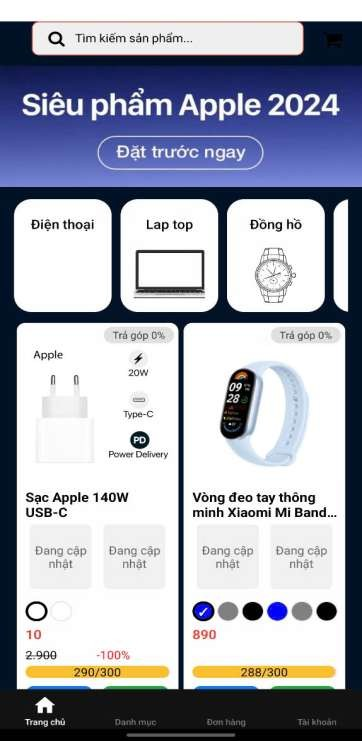 Tìm kiếm sản phẩm...
Siêu phẩm Apple 2024
Đặt trước ngay
Điện thoại
Lap top
Đồng hồ
Trả góp 0%
Apple
20W
Type-C
PD
Power Delivery
Sạc Apple 140W
USB-C
Đang cập
nhật
Đang cập
nhật
10
2.900
-100%
290/300
Trả góp 0%
09
28
Vòng đeo tay thông
minh Xiaomi Mi Band...
Đang cập
nhật
Đang cập
nhật
890
288/300
Trang chủ
Danh mục
Đơn hàng
Tài khoản